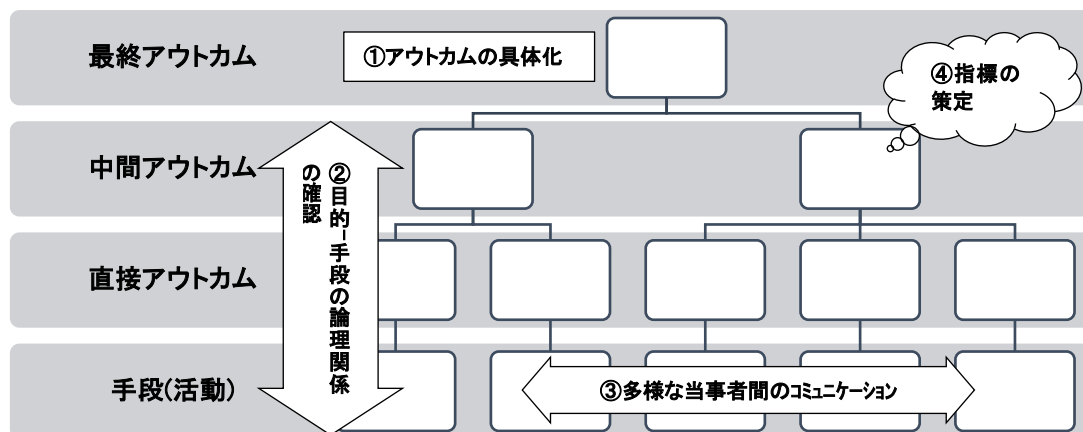 最終アウトカム
①アウトカムの具体化
④指標の
策定
中間アウトカム
②目的-手段の論理関係
の確認
直接アウトカム
手段(活動)
③多様な当事者間のコミュニケーション